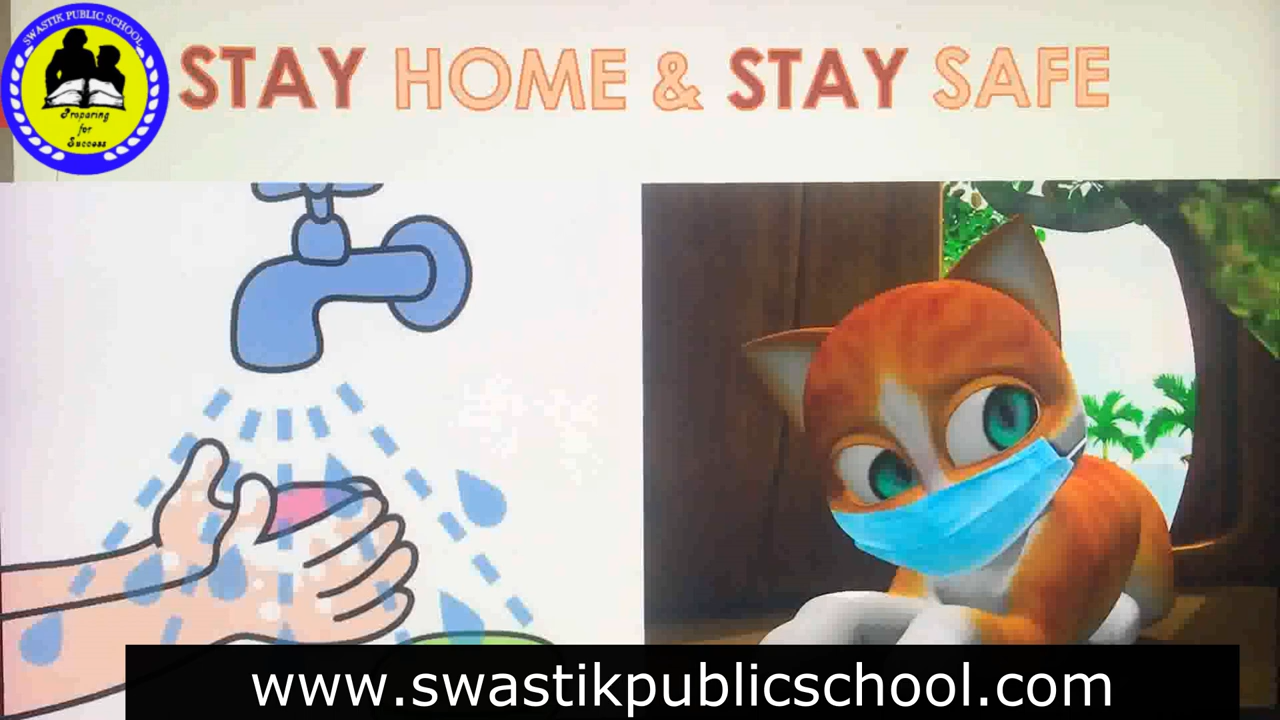 SWASTIK PUBLIC SCHOOL
Preparing
for
Success
STAY HOME & STAY SAFE
www.swastikpublicschool.com